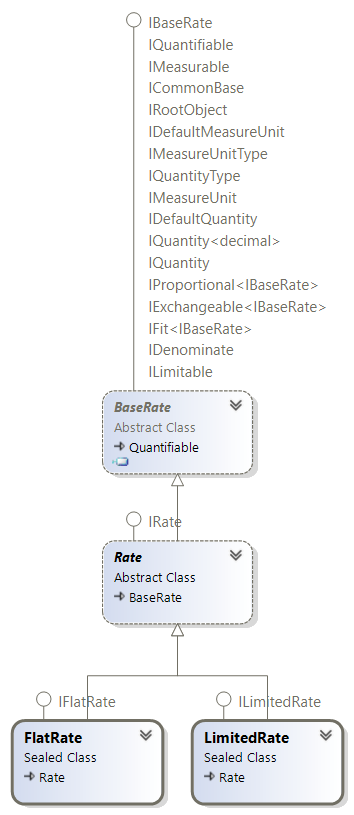 IBaseRate
IQuantifiable
IMeasurable
ICommonBase
IRootObject
IDefaultMeasureUnit
IMeasureUnitType
IQuantityType
IMeasureUnit
IDefaultQuantity
IQuantity<decimal>
IQuantity
IProportional<IBaseRate>
IExchangeable<IBaseRate>
IFit<IBaseRate>
IDenominate
ILimitable
BaseRate
Abstract Class
Quantifiable
IRate
Rate
Abstract Class
BaseRate
IFlatRate
FlatRate
Sealed Class
Rate
ILimitedRate
LimitedRate
Sealed Class
Rate